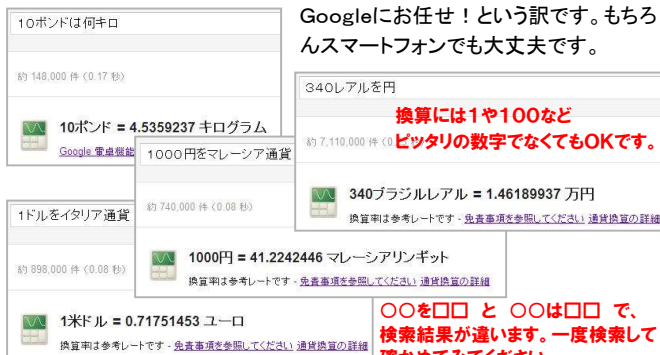 Googleにお任せ！という訳です。もちろ
んスマートフォンでも大丈夫です。
10ポンドは何キロ
約 148,000 件 (0.17 秒)
10ポンド = 4.5359237 キログラム
Google 電卓機能
340レアルを円
換算には1や100など
ピッタリの数字でなくてもOKです。
約 7,110,000 件 (0
340ブラジルレアル = 1.46189937 万円
換算率は参考レートです - 免責事項を参照してください 通貨換算の詳細
1000円をマレーシア通貨
約 740,000 件 (0.08 秒)
1000円 = 41.2242446 マレーシアリンギット
換算率は参考レートです - 免責事項を参照してください 通貨換算の詳細
1ドルをイタリア通貨
約 898,000 件 (0.08 秒)
1米ドル = 0.71751453 ユーロ
換算率は参考レートです - 免責事項を参照してください 通貨換算の詳細
○○を□□ と ○○は□□ で、
検索結果が違います。一度検索して
確かめてみてください